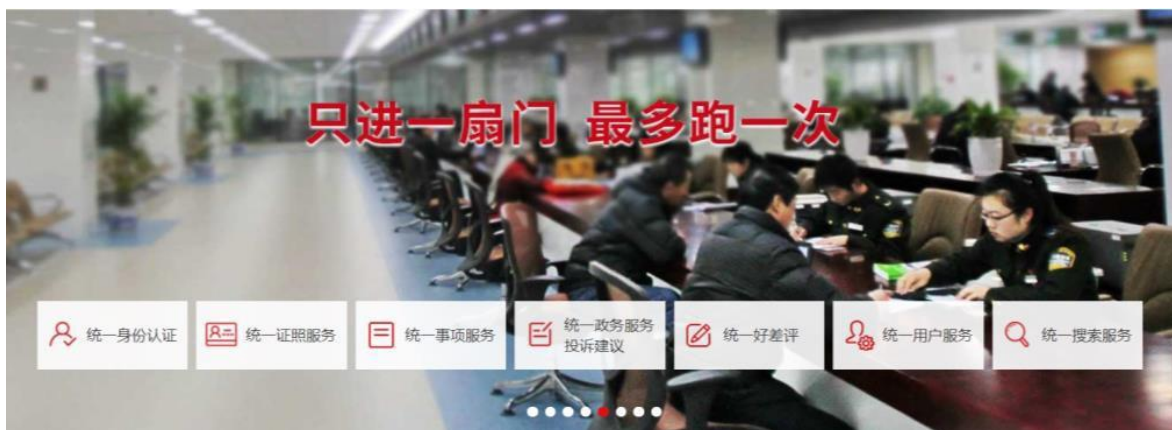 只进一扇门 最多跑一次
统一身份认证
统一证照服务
统一事项服务
统一政务服务
投诉建议
统一好差评
统一用户服务
统一搜索服务